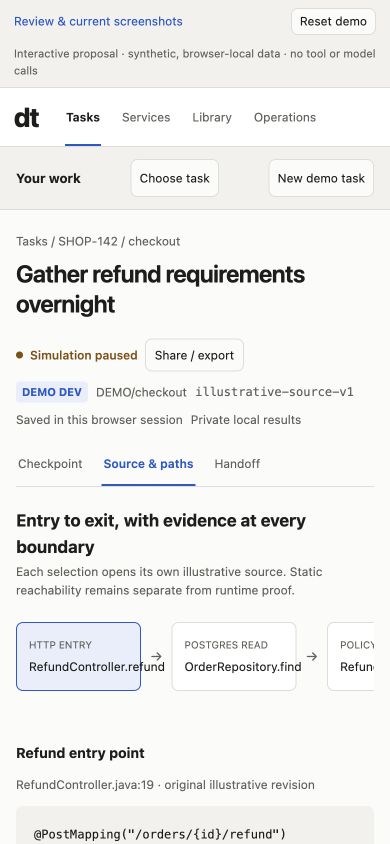 Review & current screenshots
Reset demo
Interactive proposal · synthetic, browser-local data · no tool or model
calls
dt Tasks Services Library Operations
Your work Choose task New demo task
Tasks / SHOP-142 / checkout
Gather refund requirements
overnight
Simulation paused Share / export
DEMO DEV DEMO/checkout illustrative-source-v1
Saved in this browser session Private local results
Checkpoint Source & paths Handoff
Entry to exit, with evidence at every
boundary
Each selection opens its own illustrative source. Static
reachability remains separate from runtime proof.
HTTP ENTRY → POSTGRES READ → POLICY
RefundController.refund OrderRepository.find Refun
Refund entry point
RefundController.java:19 · original illustrative revision
@PostMapping("/orders/{id}/refund")